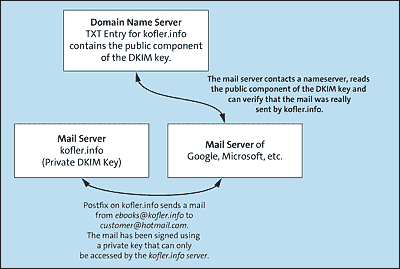 Domain Name Server
TXT Entry for kofler.info
contains the public component
of the DKIM key.
The mail server contacts a nameserver, reads
the public component of the DKIM key and
can verify that the mail was really
sent by kofler.info.
Mail Server
kofler.info
(Private DKIM Key)
Mail Server of
Google, Microsoft, etc.
Postfix on kofler.info sends a mail
from ebooks@kofler.info to
customer@hotmail.com.
The mail has been signed using
a private key that can only
be accessed by the kofler.info server.